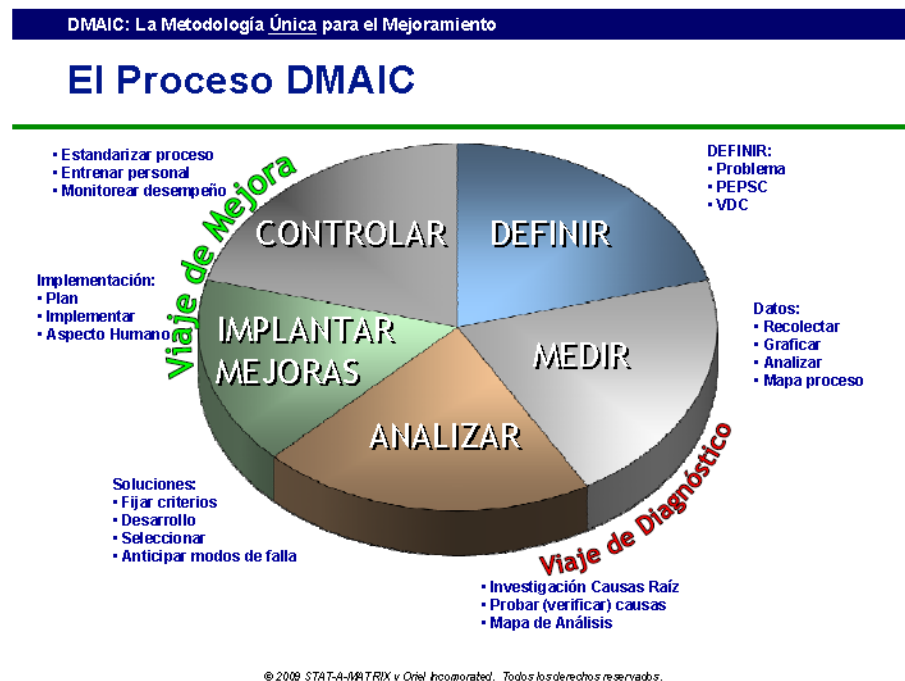 DMAIC: La Metodología Única para el Mejoramiento
El Proceso DMAIC
• Estandarizar proceso
• Entrenar personal
• Monitorear desempeño
DEFINIR:
• Problema
• PEPSC
• VDC
Viaje de Mejora
CONTROLAR
DEFINIR
Implementación:
• Plan
• Implementar
• Aspecto Humano
IMPLANTAR
MEJORAS
MEDIR
Datos:
• Recolectar
• Graficar
• Analizar
• Mapa proceso
ANALIZAR
Viaje de Diagnóstico
Soluciones:
• Fijar criterios
• Desarrollo
• Seleccionar
• Anticipar modos de falla
• Investigación Causas Raíz
• Probar (verificar) causas
• Mapa de Análisis
© 2009 STAT-A-MATRIX y Oriel Incorporated. Todos los derechos reservados.